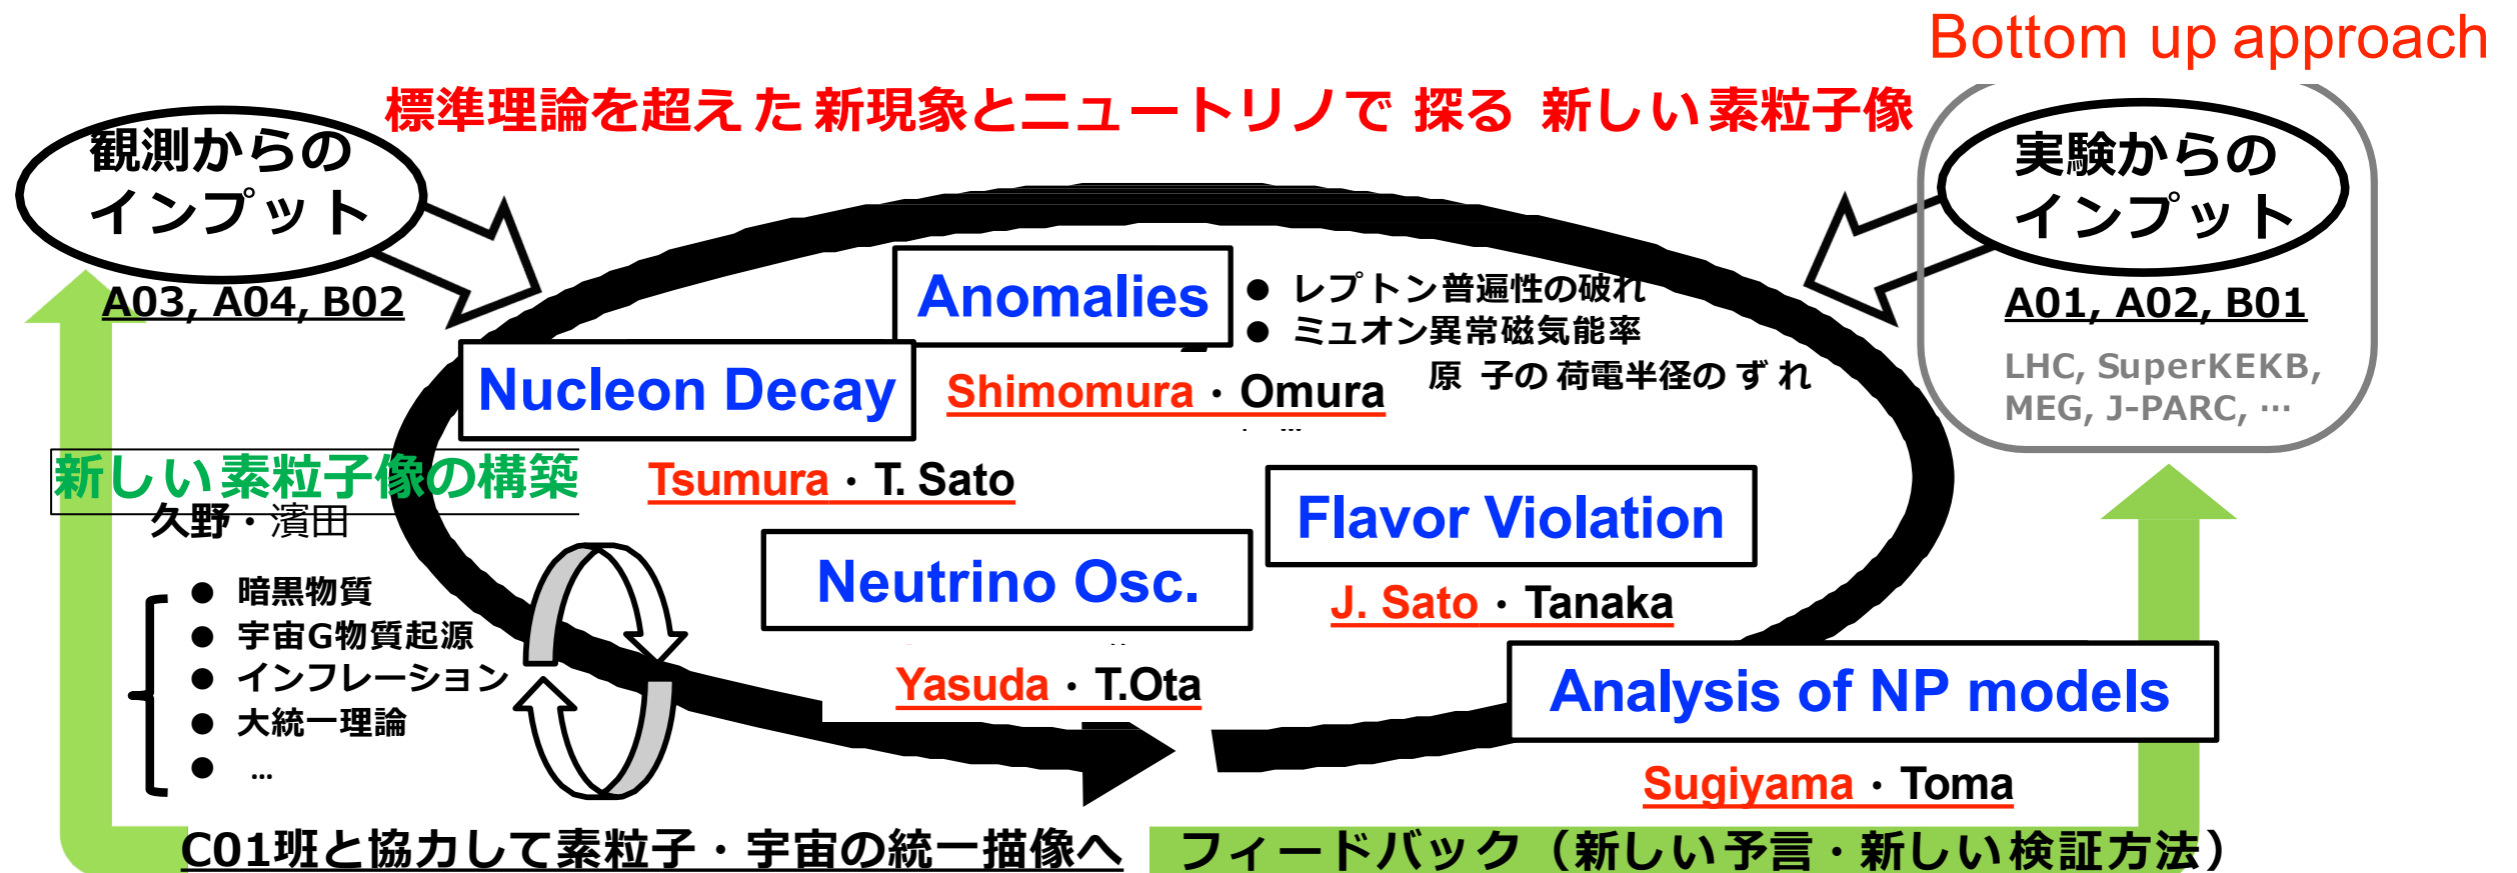 Bottom up approach
標準理論を超えた新現象とニュートリノで 探る 新しい素粒子像
観測からの
インプット
A03, A04, B02
実験からの
インプット
A01, A02, B01
LHC, SuperKEKB,
MEG, J-PARC, …
Anomalies
● レプトン普遍性の破れ
● ミュオン異常磁気能率
原 子の荷電半径のずれ
Shimomura・Omura
Nucleon Decay
Tsumura・T. Sato
新しい素粒子像の構築
久野・濱田
Flavor Violation
J. Sato・Tanaka
Neutrino Osc.
Yasuda・T.Ota
● 暗黒物質
● 宇宙G物質起源
● インフレーション
● 大統一理論
● …
Analysis of NP models
Sugiyama・Toma
C01班と協力して素粒子・宇宙の統一描像へ
フィードバック（新しい予言・新しい検証方法）